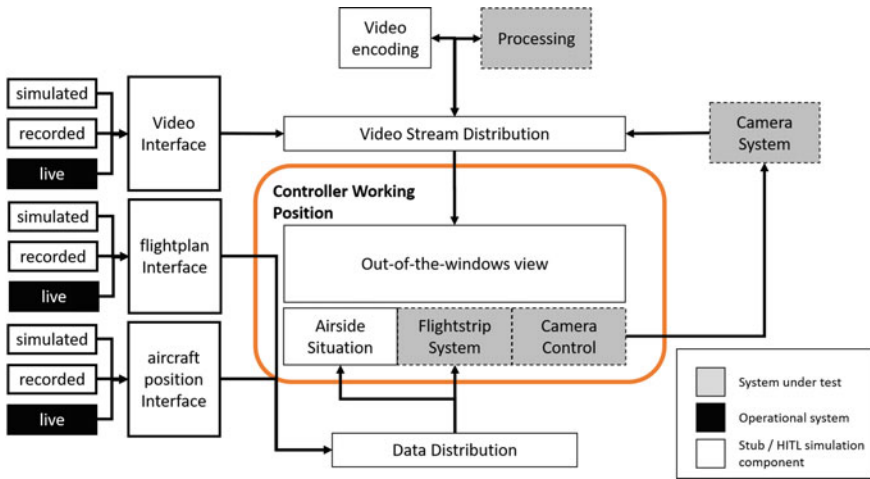 Video
encoding
Processing
simulated
recorded
live
Video
Interface
Video Stream Distribution
Camera
System
Controller Working
Position
simulated
recorded
live
flightplan
Interface
Out-of-the-windows view
simulated
recorded
live
aircraft
position
Interface
Airside
Situation
Flightstrip
System
Camera
Control
Data Distribution
System under test
Operational system
Stub / HITL simulation
component